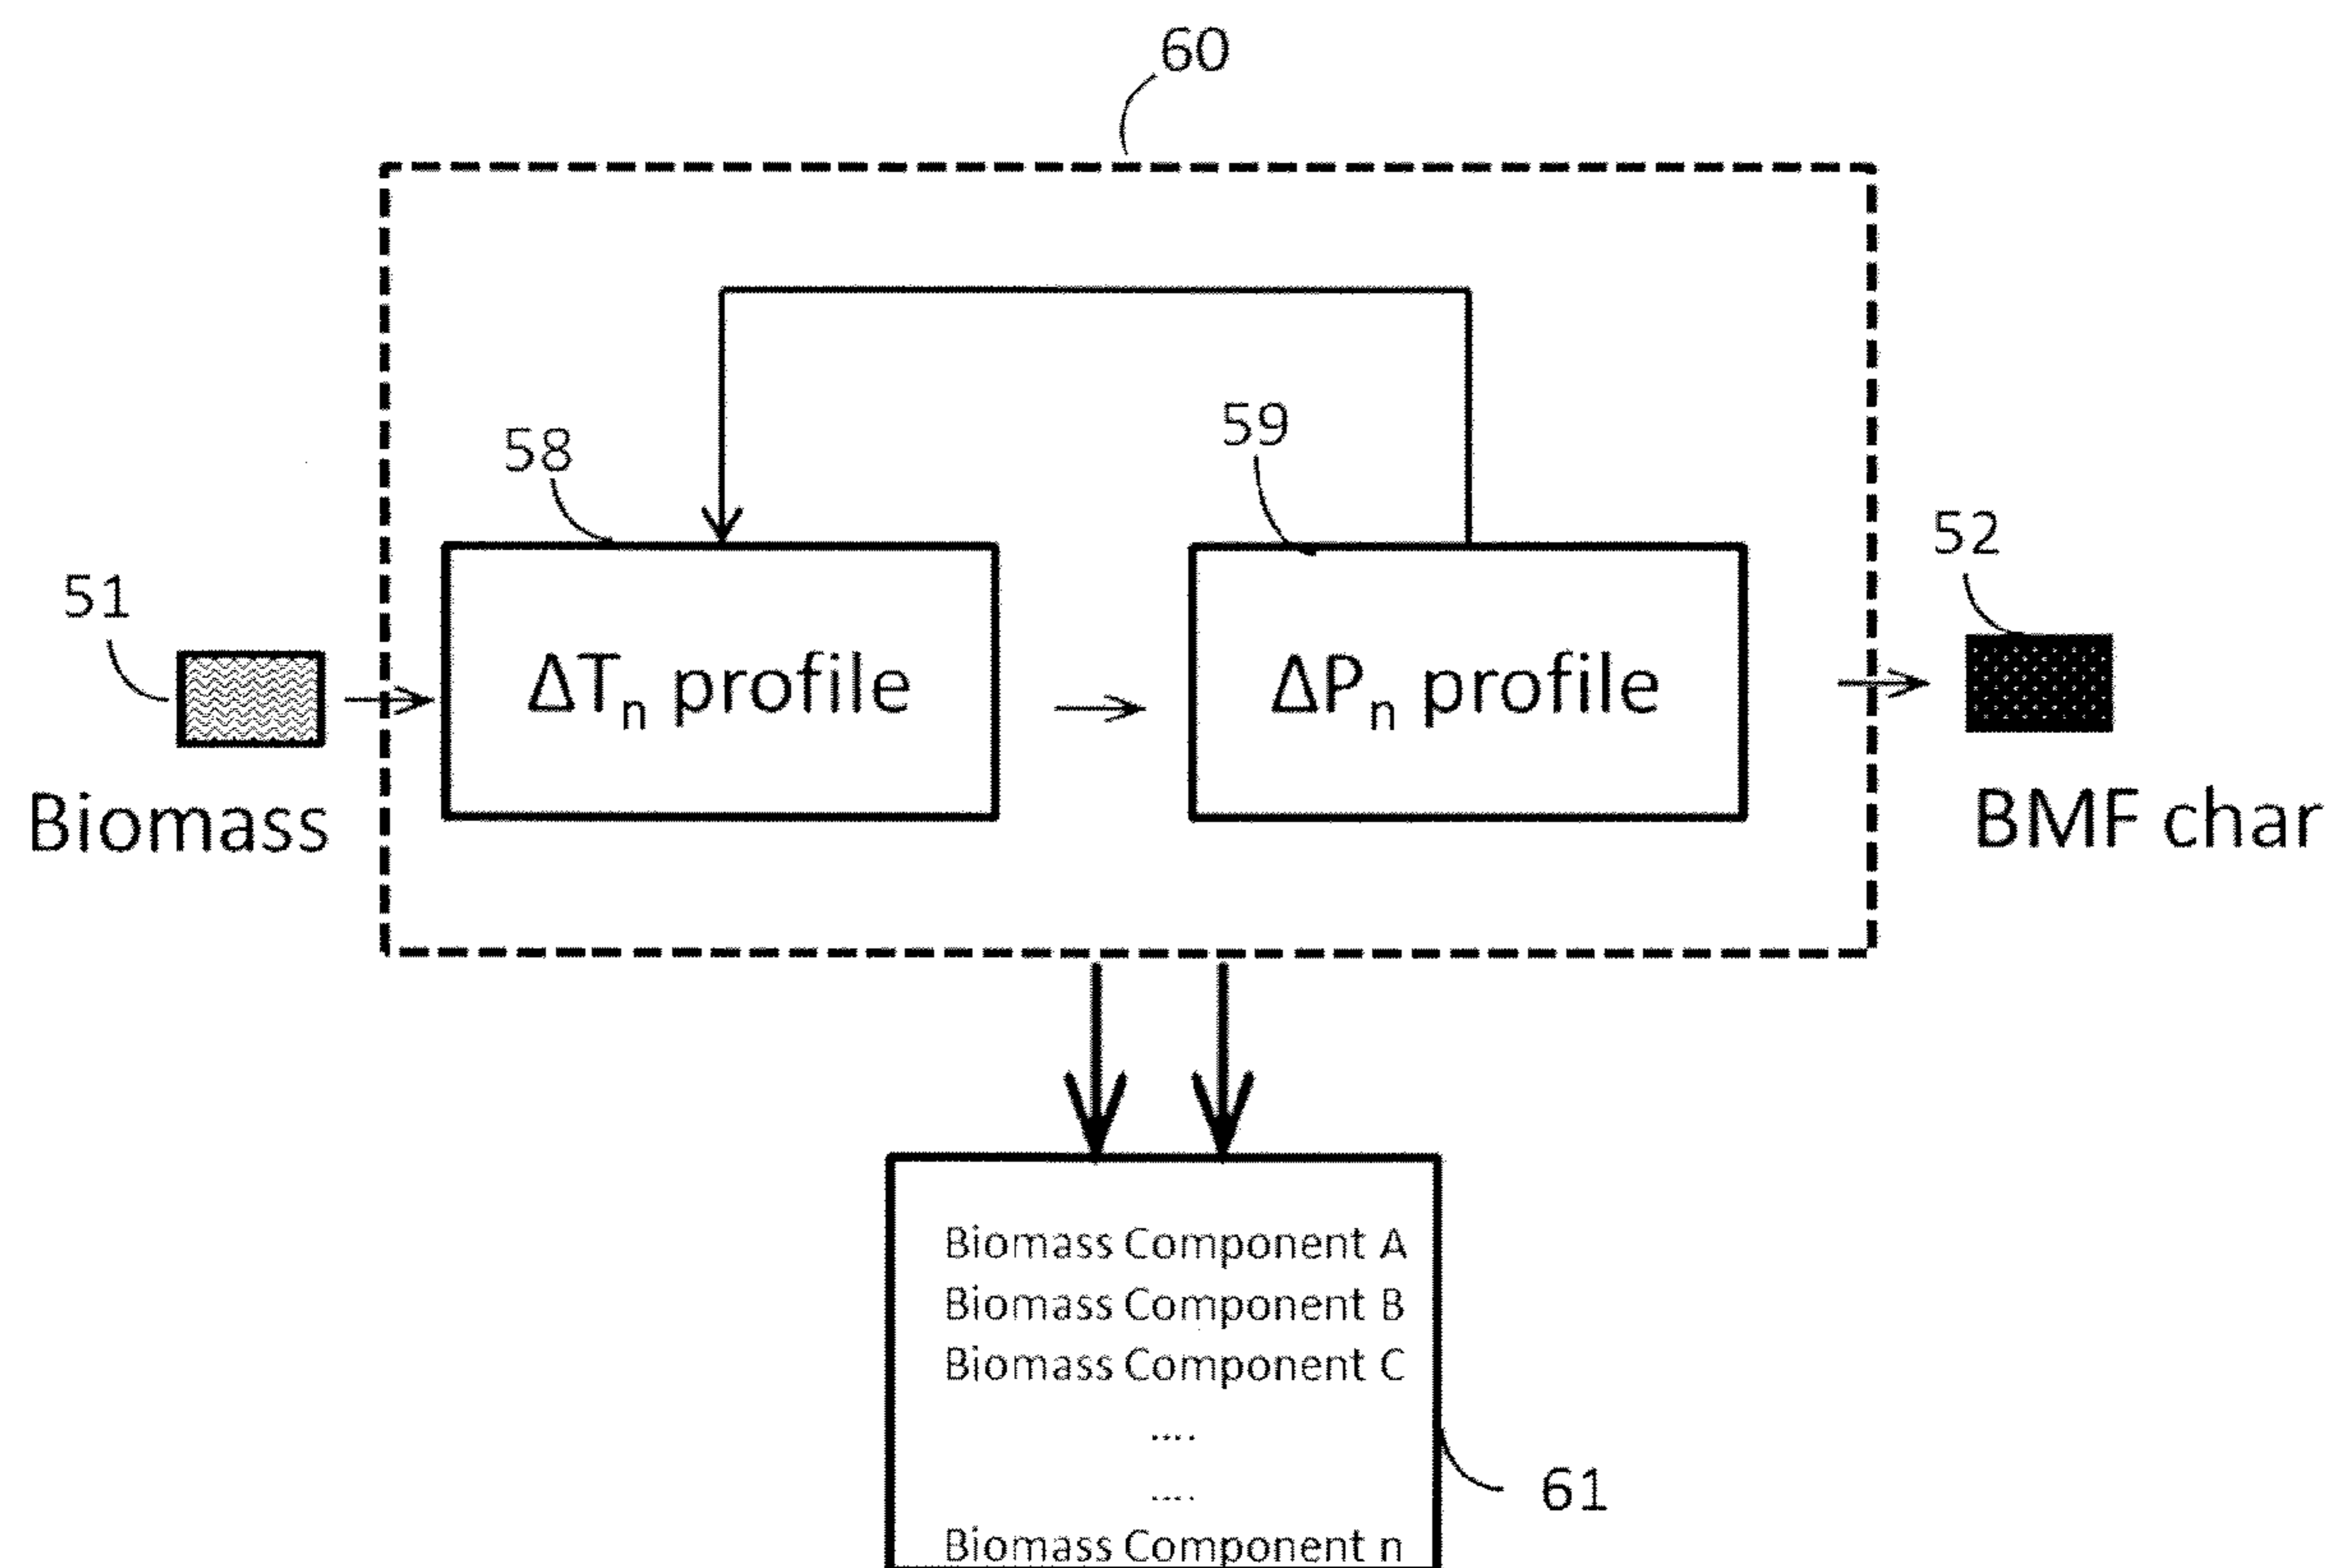 60
58
59
52
51
ΔTn profile
ΔPn profile
Biomass
BMF char
Biomass Component A
Biomass Component B
Biomass Component C
....
....
61
Biomass Component n